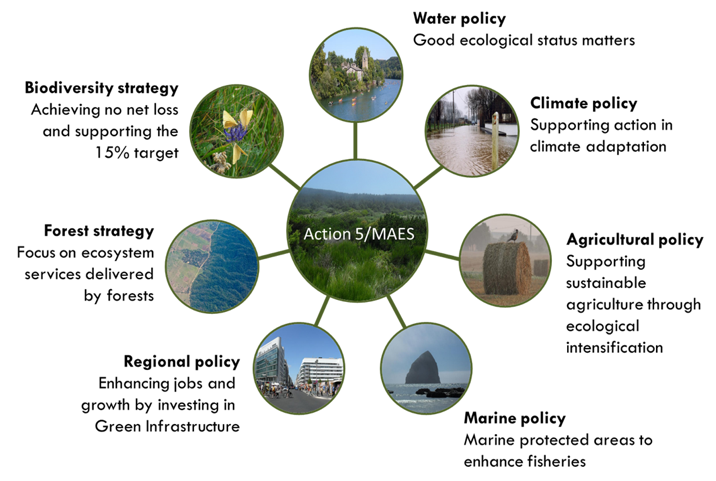 Water policy
Good ecological status matters
Biodiversity strategy
Achieving no net loss
and supporting the
15% target
Climate policy
Supporting action in
climate adaptation
Action 5/MAES
Forest strategy
Focus on ecosystem
services delivered
by forests
Agricultural policy
Supporting
sustainable
agriculture through
ecological
intensification
Regional policy
Enhancing jobs and
growth by investing in
Green Infrastructure
Marine policy
Marine protected areas to
enhance fisheries